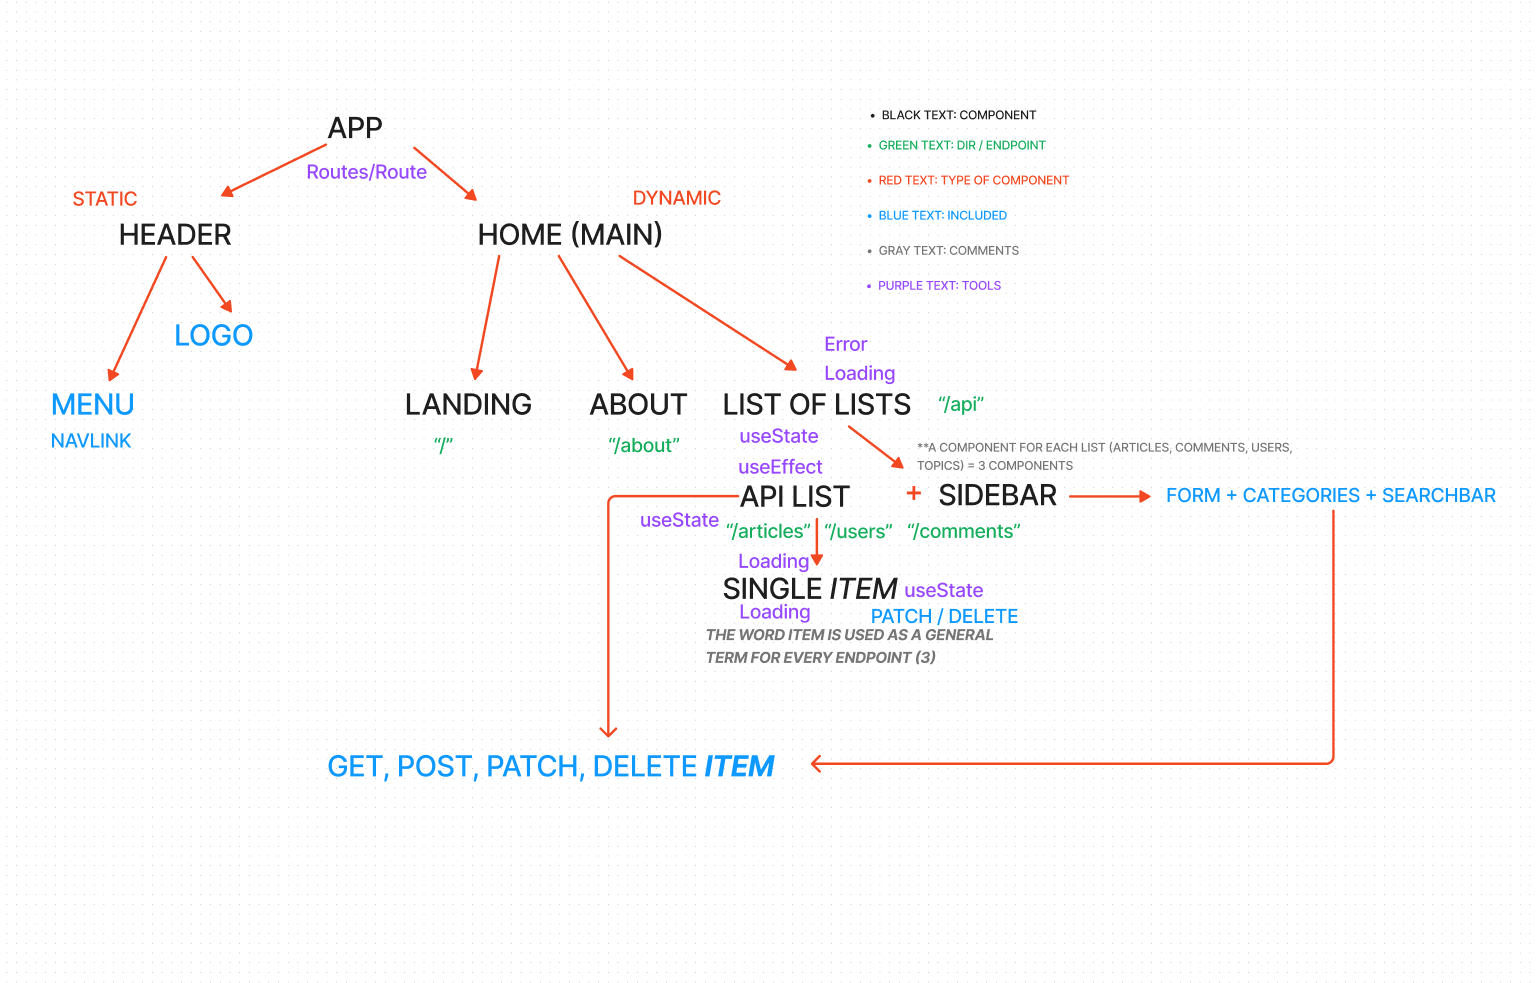 APP
Routes/Route
STATIC
HEADER
DYNAMIC
HOME (MAIN)
• BLACK TEXT: COMPONENT
• GREEN TEXT: DIR / ENDPOINT
• RED TEXT: TYPE OF COMPONENT
• BLUE TEXT: INCLUDED
• GRAY TEXT: COMMENTS
• PURPLE TEXT: TOOLS
LOGO
MENU
NAVLINK
LANDING
“/”
ABOUT
“/about”
Error
Loading
LIST OF LISTS
“/api”
useState
useEffect
**A COMPONENT FOR EACH LIST (ARTICLES, COMMENTS, USERS,
TOPICS) = 3 COMPONENTS
API LIST
+ SIDEBAR
FORM + CATEGORIES + SEARCHBAR
useState
“/articles” “/users” “/comments”
Loading
SINGLE ITEM
useState
Loading
PATCH / DELETE
THE WORD ITEM IS USED AS A GENERAL
TERM FOR EVERY ENDPOINT (3)
GET, POST, PATCH, DELETE ITEM